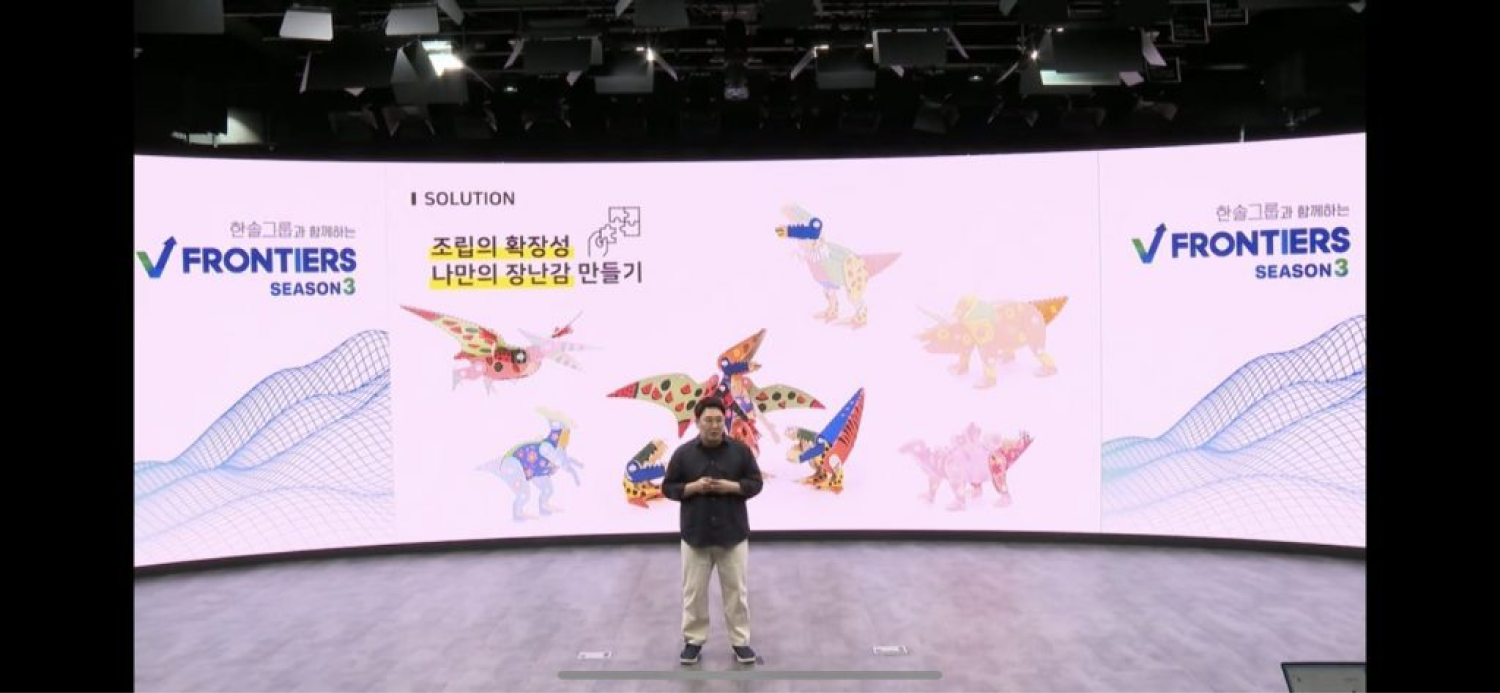 한솔그룹과 함께하는
FRONTIERS
SEASON3
SOLUTION
조립의 확장성
나만의 장난감 만들기
한솔그룹과 함께하는
FRONTIERS
SEASON3